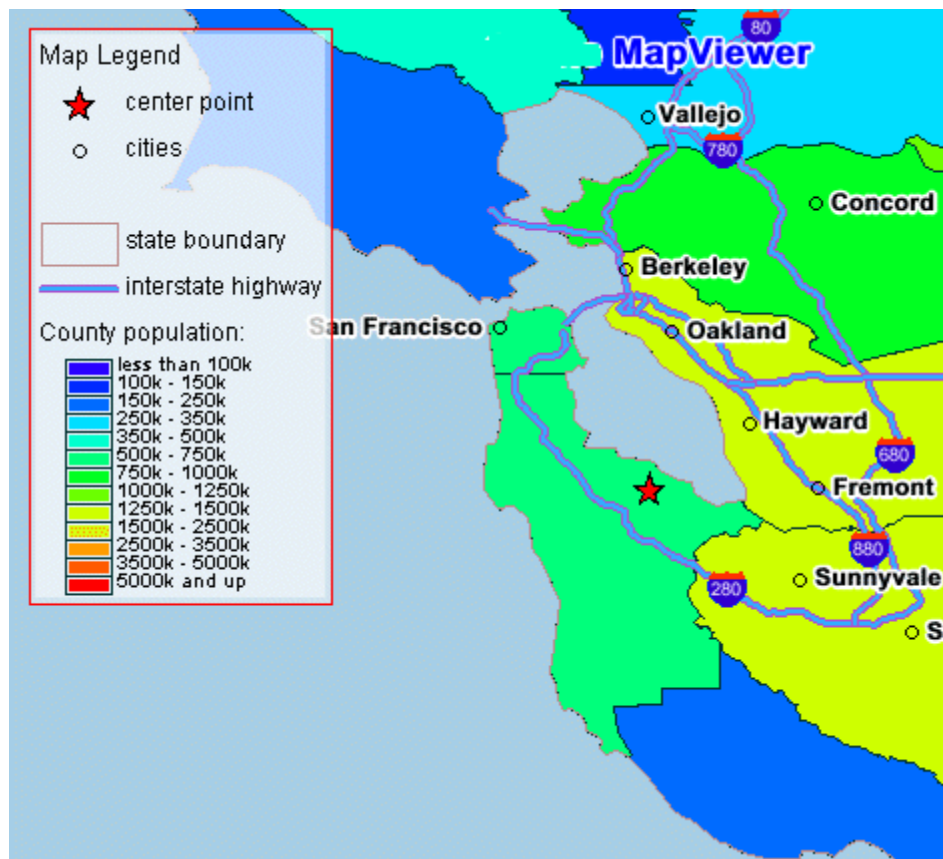 Map Legend
center point
cities
state boundary
interstate highway
County population:
less than 100k
100k - 150k
150k - 250k
250k - 350k
350k - 500k
500k - 750k
750k - 1000k
1000k - 1250k
1250k - 1500k
1500k - 2500k
2500k - 3500k
3500k - 5000k
5000k and up
80
MapViewer
Vallejo
780
Concord
Berkeley
San Francisco
Oakland
Hayward
680
Fremont
880
280
Sunnyvale
S